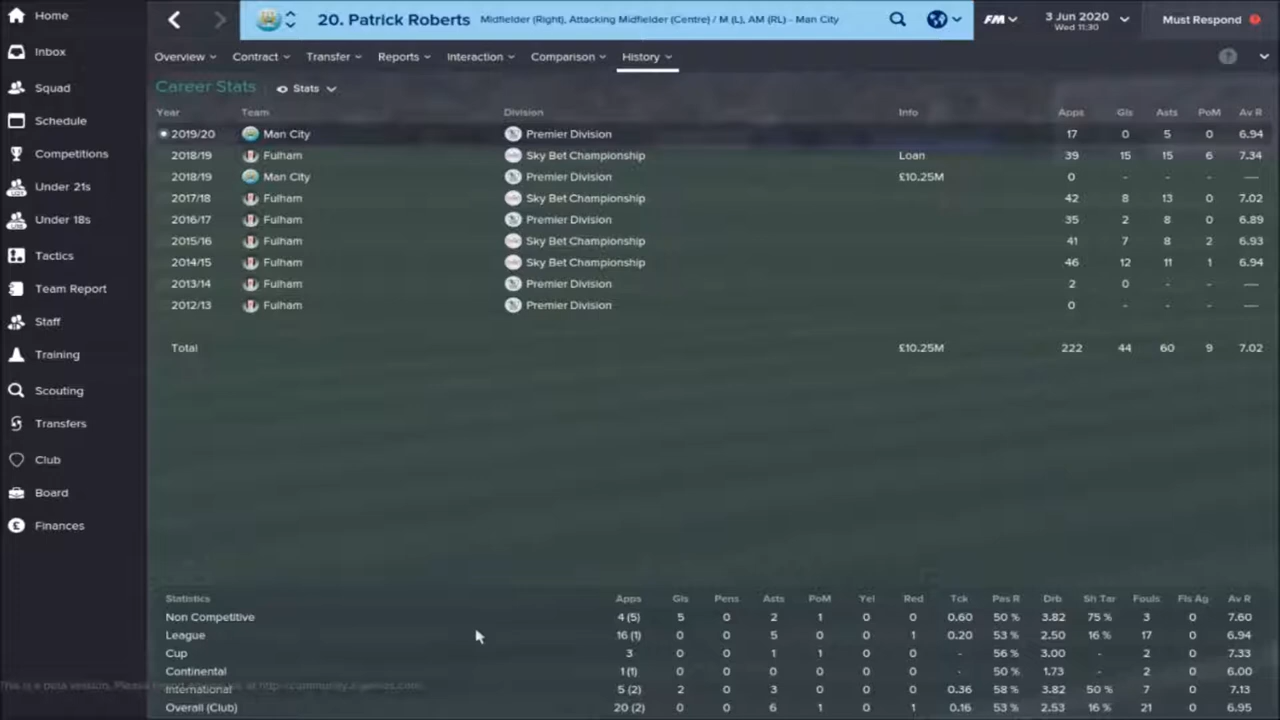 Home
Inbox
Squad
Schedule
Competitions
Under 21s
Under 18s
Tactics
Team Report
Staff
Training
Scouting
Transfers
Club
Board
Finances
20. Patrick Roberts Midfielder (Right), Attacking Midfielder (Centre) / M (L), AM (RL) - Man City
FM 3 Jun 2020 Must Respond
Wed 11:30
Overview Contract Transfer Reports Interaction Comparison History
Career Stats Stats
Year Team Division Info Apps Gls Asts PoM Av R
2019/20 Man City Premier Division 17 0 5 0 6.94
2018/19 Fulham Sky Bet Championship Loan 39 15 15 6 7.34
2018/19 Man City Premier Division £10.25M 0 - - - ---
2017/18 Fulham Sky Bet Championship 42 8 13 0 7.02
2016/17 Fulham Premier Division 35 2 8 0 6.89
2015/16 Fulham Sky Bet Championship 41 7 8 2 6.93
2014/15 Fulham Sky Bet Championship 46 12 11 1 6.94
2013/14 Fulham Premier Division 2 0 - - ---
2012/13 Fulham Premier Division 0 - - - ---
Total £10.25M 222 44 60 9 7.02
Statistics Apps Gls Pens Asts PoM Yel Red Tck Pas R Drb Sh Tar Fouls Fls Ag Av R
Non Competitive 4 (5) 5 0 2 1 0 0 0.60 50 % 3.82 75 % 3 0 7.60
League 16 (1) 0 0 5 0 0 1 0.20 53 % 2.50 16 % 17 0 6.94
Cup 3 0 0 1 1 0 0 - 56 % 3.00 - 2 0 7.33
Continental 1 (1) 0 0 0 0 0 0 - 50 % 1.73 - 2 0 6.00
International 5 (2) 2 0 3 0 0 0 0.36 58 % 3.82 50 % 7 0 7.13
Overall (Club) 20 (2) 0 0 6 1 0 1 0.16 53 % 2.53 16 % 21 0 6.95
This is a beta version. Please